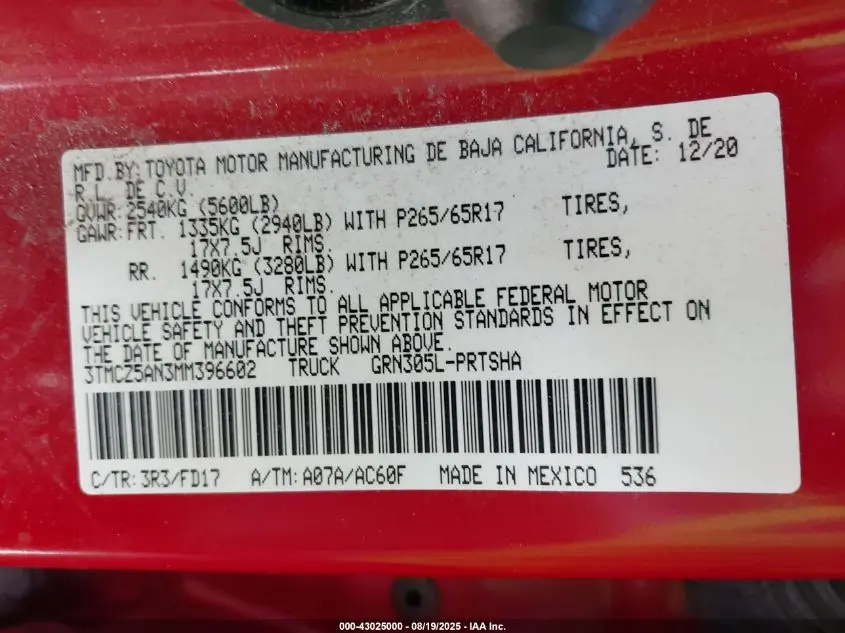 MFD.BY:TOYOTA MOTOR MANUFACTURING DE BAJA CALIFORNIA, S. DE
R.L. DE C.V. DATE: 12/20
GVWR:2540KG (5600LB)
GAWR:FRT. 1335KG (2940LB) WITH P265/65R17 TIRES,
17X7.5J RIMS.
RR. 1490KG (3280LB) WITH P265/65R17 TIRES,
17X7.5J RIMS.
THIS VEHICLE CONFORMS TO ALL APPLICABLE FEDERAL MOTOR
VEHICLE SAFETY AND THEFT PREVENTION STANDARDS IN EFFECT ON
THE DATE OF MANUFACTURE SHOWN ABOVE.
3TMCZ5AN3MM396602 TRUCK GRN305L-PRTSHA
C/TR:3R3/FD17 A/TM:A07A/AC60F MADE IN MEXICO 536
000-43025000 - 08/19/2025 - IAA Inc.